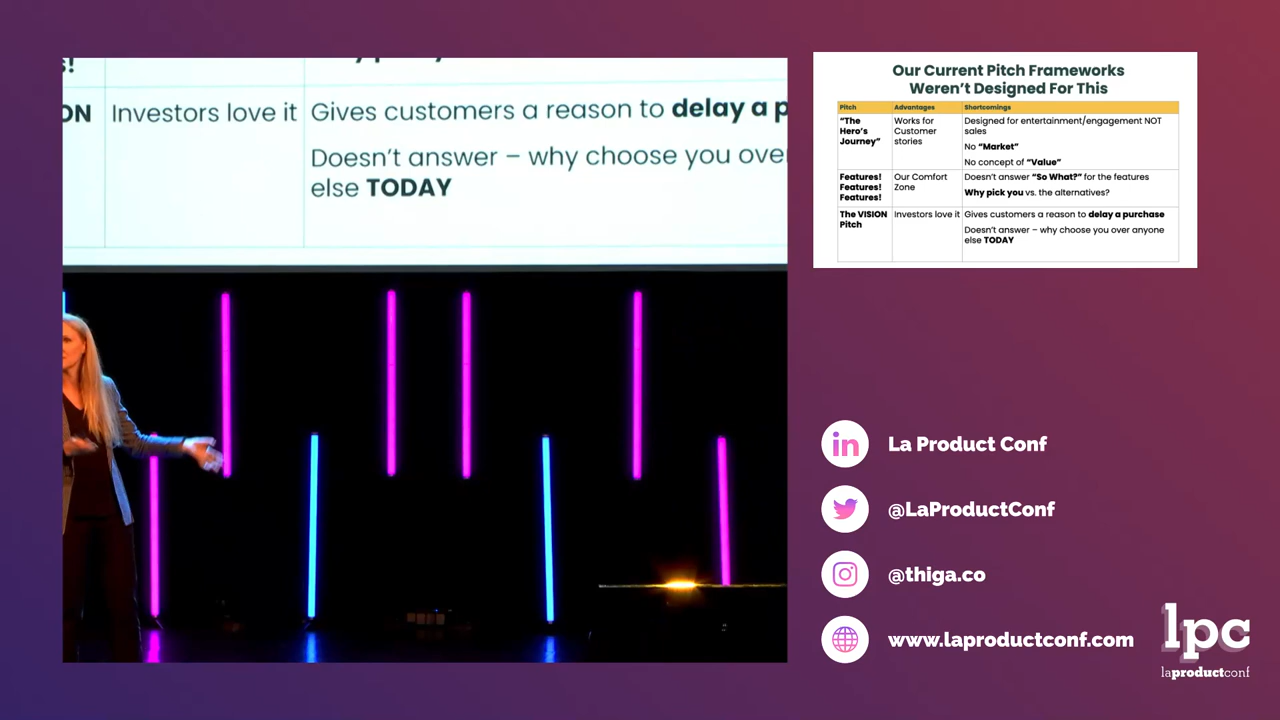 s!
ON
Investors love it
Gives customers a reason to delay a p
Doesn’t answer – why choose you over
else TODAY
Our Current Pitch Frameworks
Weren’t Designed For This
Pitch Advantages Shortcomings
“The
Hero’s
Journey”
Works for
Customer
stories
Designed for entertainment/engagement NOT
sales
No “Market”
No concept of “Value”
Features!
Features!
Features!
Our Comfort
Zone
Doesn’t answer “So What?” for the features
Why pick you vs. the alternatives?
The VISION
Pitch
Investors love it
Gives customers a reason to delay a purchase
Doesn’t answer – why choose you over anyone
else TODAY
in
La Product Conf
@LaProductConf
@thiga.co
www.laproductconf.com
lpc
laproductconf